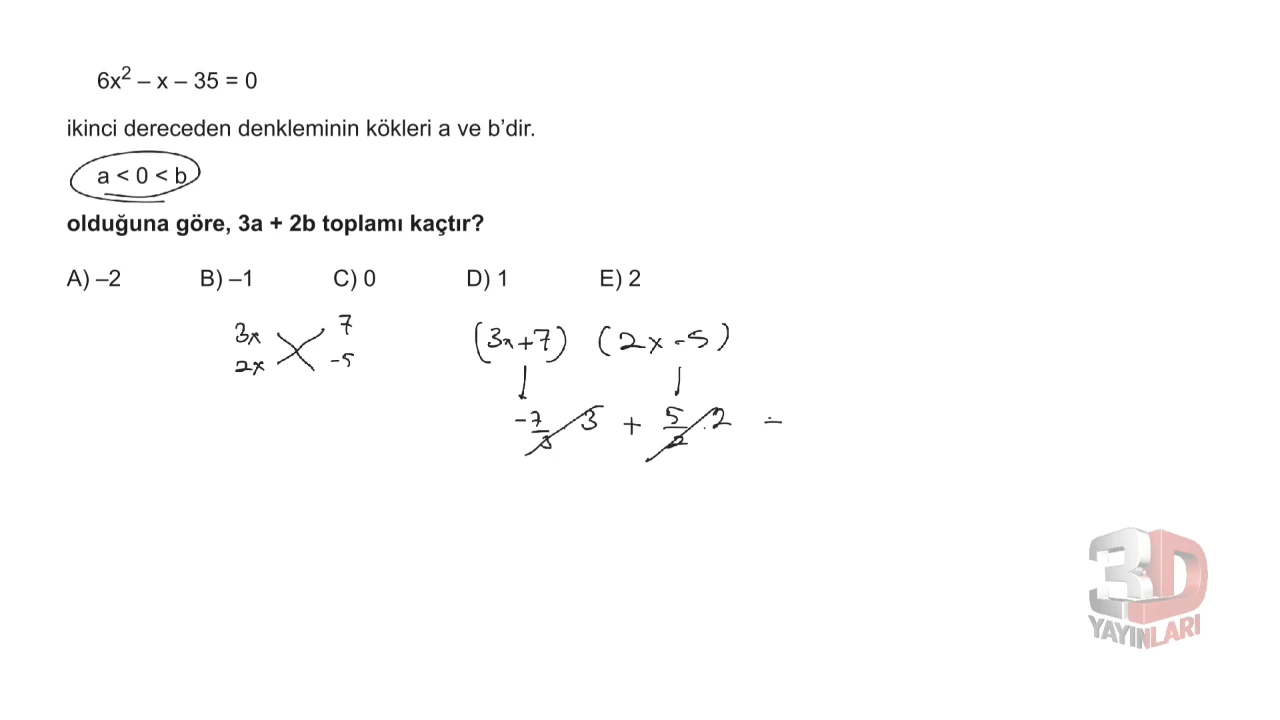 6x² – x – 35 = 0
ikinci dereceden denkleminin kökleri a ve b’dir.
a < 0 < b
olduğuna göre, 3a + 2b toplamı kaçtır?
A) –2 B) –1 C) 0 D) 1 E) 2
3x 7
2x -5
(3x+7) (2x-5)
-7/3 3 + 5/2 .2 =
3D
YAYINLARI